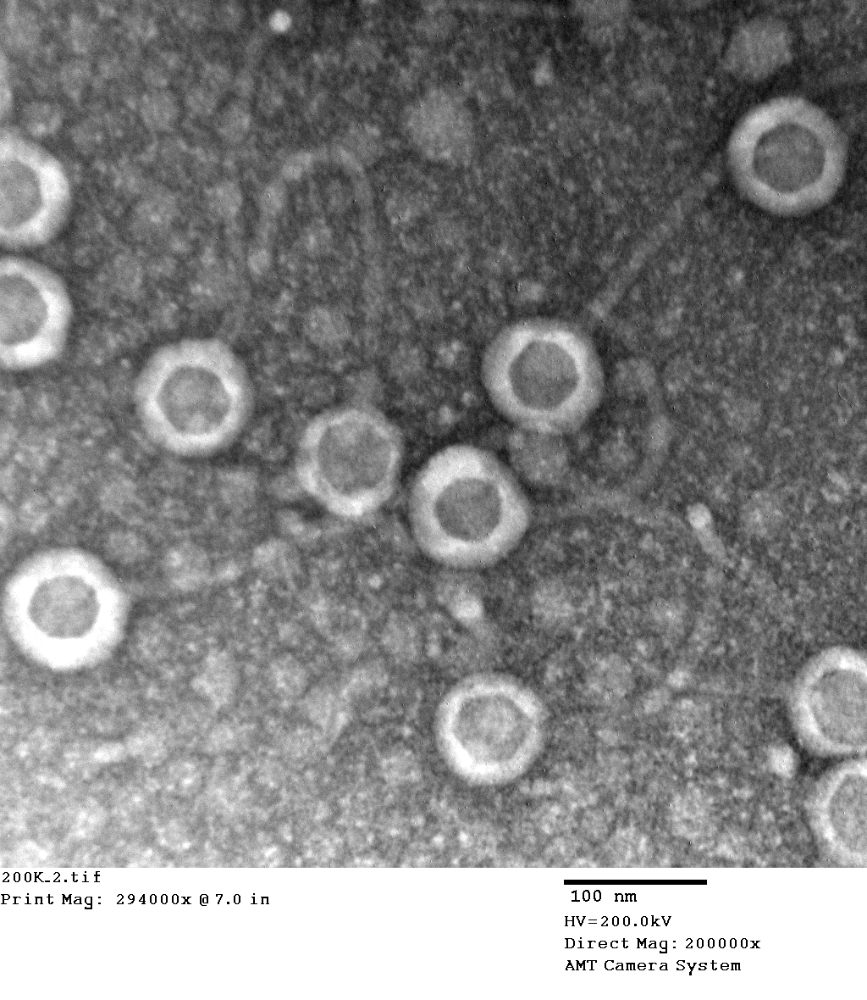 200K_2.tif
Print Mag: 294000x @ 7.0 in
100 nm
HV=200.0kV
Direct Mag: 200000x
AMT Camera System